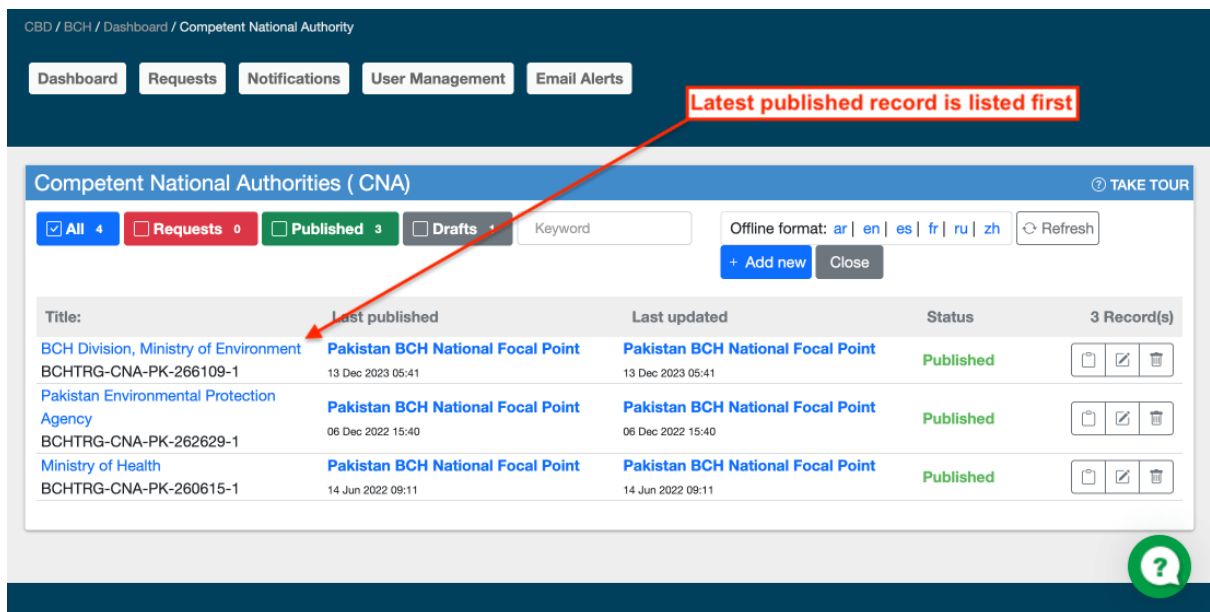 CBD / BCH / Dashboard / Competent National Authority
Dashboard Requests Notifications User Management Email Alerts
Latest published record is listed first
Competent National Authorities ( CNA) TAKE TOUR
All 4 Requests 0 Published 3 Drafts Keyword Offline format: ar | en | es | fr | ru | zh Refresh
+ Add new Close
Title: Last published Last updated Status 3 Record(s)
BCH Division, Ministry of Environment Pakistan BCH National Focal Point Pakistan BCH National Focal Point Published
BCHTRG-CNA-PK-266109-1 13 Dec 2023 05:41 13 Dec 2023 05:41
Pakistan Environmental Protection
Agency Pakistan BCH National Focal Point Pakistan BCH National Focal Point Published
BCHTRG-CNA-PK-262629-1 06 Dec 2022 15:40 06 Dec 2022 15:40
Ministry of Health Pakistan BCH National Focal Point Pakistan BCH National Focal Point Published
BCHTRG-CNA-PK-260615-1 14 Jun 2022 09:11 14 Jun 2022 09:11
?